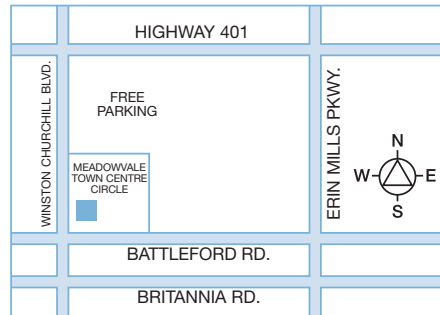 HIGHWAY 401
WINSTON CHURCHILL BLVD.
FREE
PARKING
MEADOWVALE
TOWN CENTRE
CIRCLE
ERIN MILLS PKWY.
N
W
E
S
BATTLEFORD RD.
BRITANNIA RD.